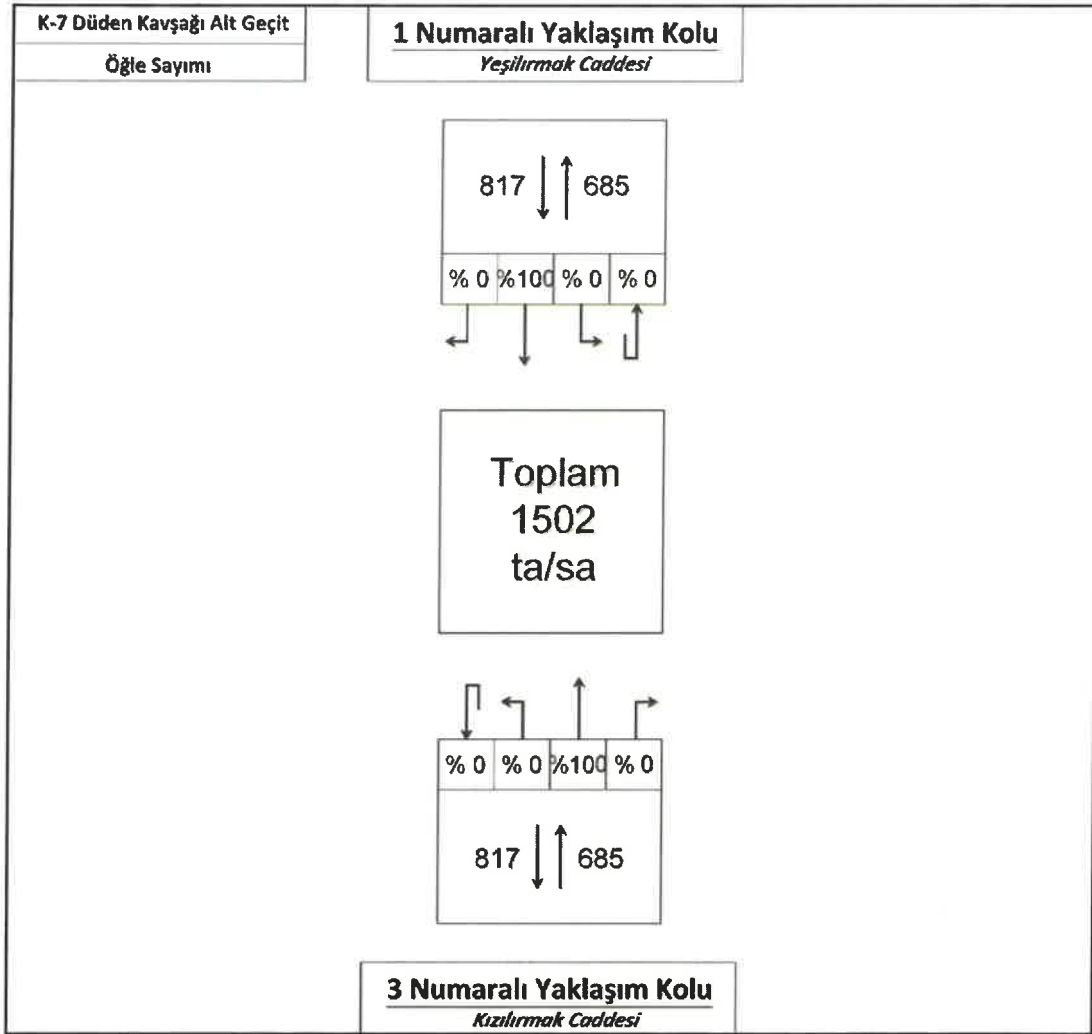 K-7 Düden Kavşağı Alt Geçit
Öğle Sayımı
1 Numaralı Yaklaşım Kolu
Yeşilırmak Caddesi
817 685
% 0 %100 % 0 % 0
Toplam
1502
ta/sa
% 0 % 0 %100 % 0
817 685
3 Numaralı Yaklaşım Kolu
Kızılırmak Caddesi